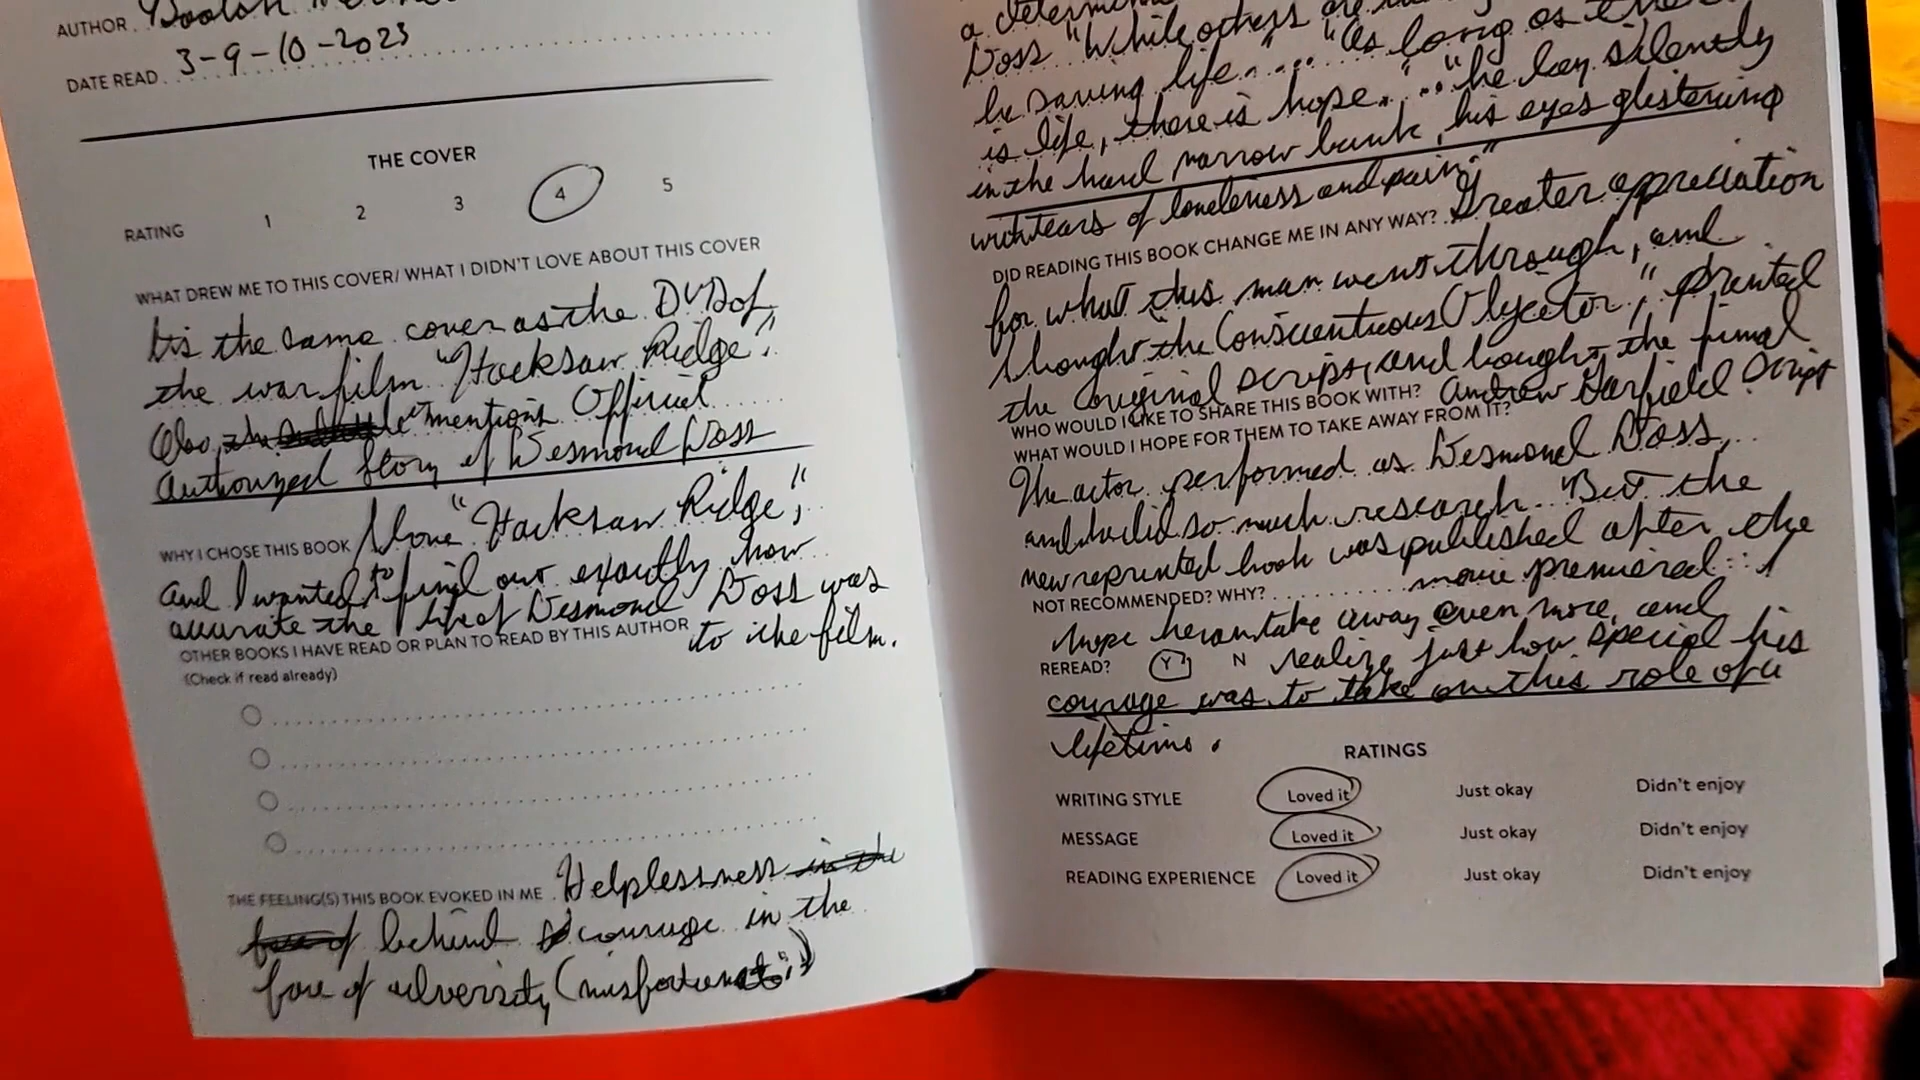 AUTHOR
DATE READ 3-9-10-2023
THE COVER
RATING 1 2 3 4 5
WHAT DREW ME TO THIS COVER/ WHAT I DIDN'T LOVE ABOUT THIS COVER
Its the same cover as the DVD of
the war film "Hacksaw Ridge".
Also, mentions Official
Authorized Story of Desmond Doss
WHY I CHOSE THIS BOOK I love "Hacksaw Ridge",
and I wanted to find out exactly how
accurate the life of Desmond Doss was
OTHER BOOKS I HAVE READ OR PLAN TO READ BY THIS AUTHOR to the film.
(Check if read already)
THE FEELING(S) THIS BOOK EVOKED IN ME Helplessness in the
face of behind courage in the
face of adversity
a
Doss "While others are
be saving life.... "As long as
is life, there is hope."... "he lay silently
in the hard narrow bunk, his eyes glistening
with tears of loneliness and pain."
DID READING THIS BOOK CHANGE ME IN ANY WAY? Greater appreciation
for what this man went through, and
I bought the Conscientious Objector," printed
the original script, and bought the final
WHO WOULD I LIKE TO SHARE THIS BOOK WITH? Andrew Garfield script
WHAT WOULD I HOPE FOR THEM TO TAKE AWAY FROM IT?
The actor performed as Desmond Doss,
and he did so much research. But the
new reprinted book was published after the
NOT RECOMMENDED? WHY? movie premiered. I
hope he can take away even more, and
REREAD? Y N realize just how special his
courage was to take on this role of a
lifetime.
RATINGS
WRITING STYLE Loved it Just okay Didn't enjoy
MESSAGE Loved it Just okay Didn't enjoy
READING EXPERIENCE Loved it Just okay Didn't enjoy